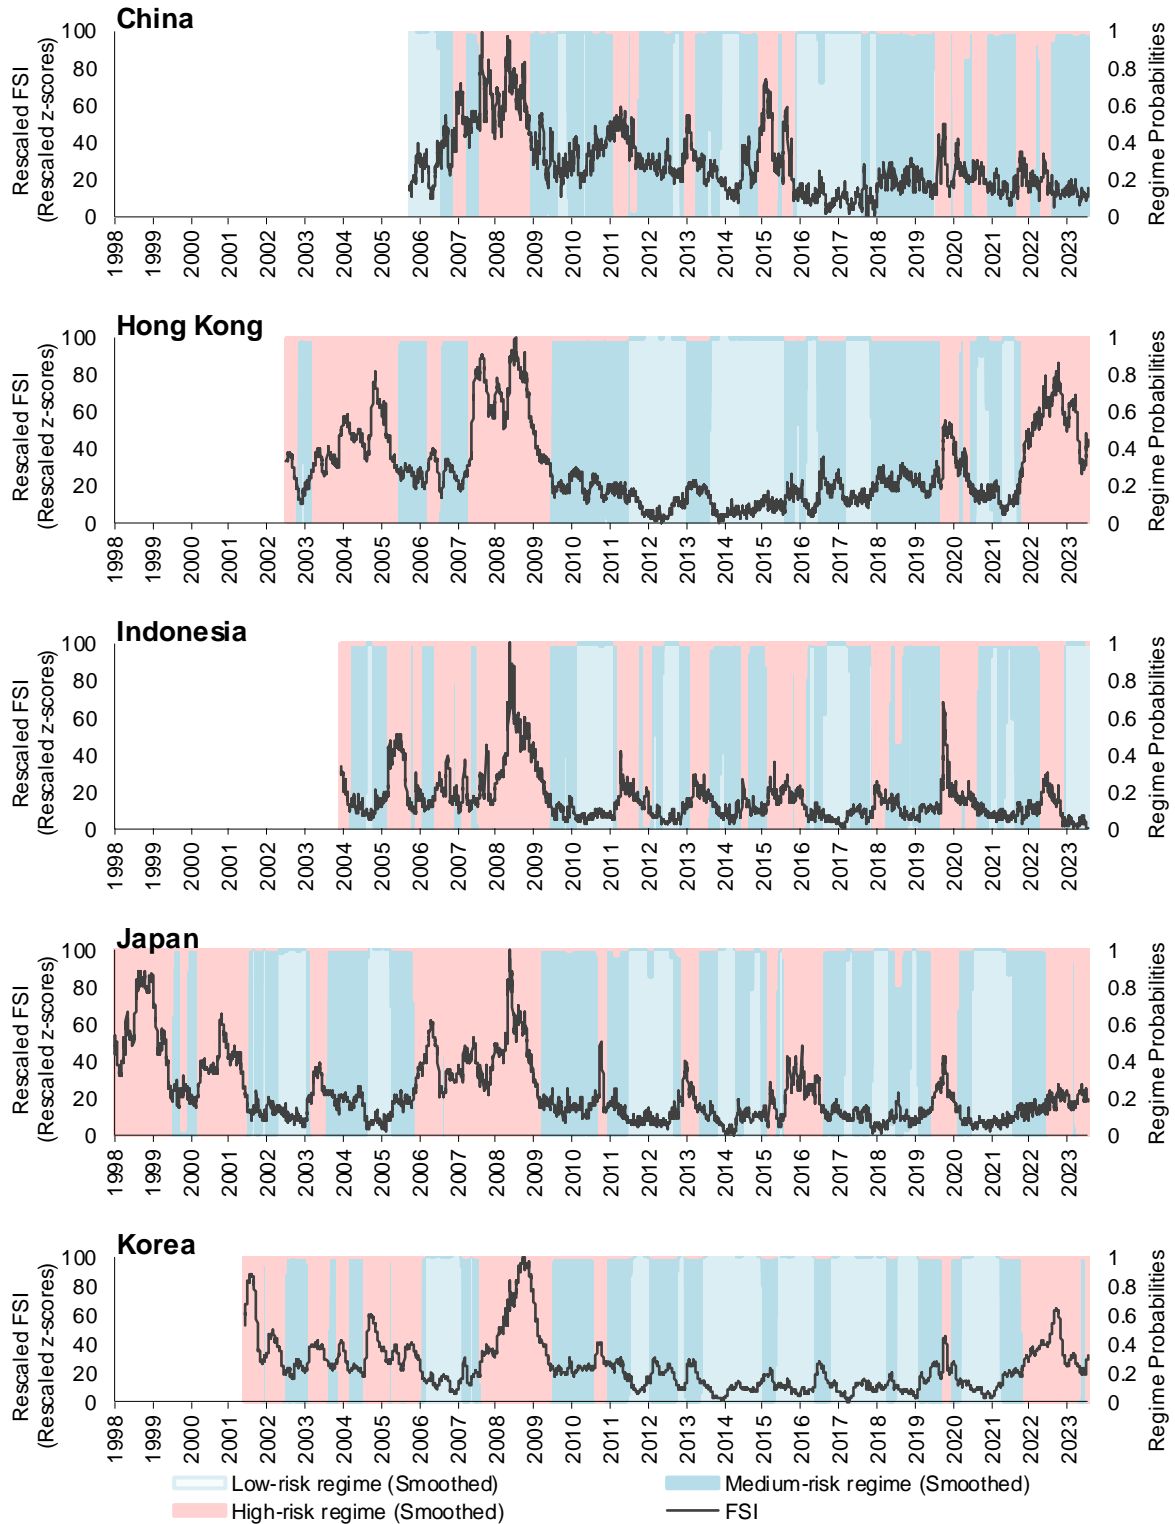 China
Rescaled FSI
(Rescaled z-scores)
100
80
60
40
20
0
1
0.8
0.6
0.4
0.2
0
Regime Probabilities
1998 1999 2000 2001 2002 2003 2004 2005 2006 2007 2008 2009 2010 2011 2012 2013 2014 2015 2016 2017 2018 2019 2020 2021 2022 2023
Hong Kong
Rescaled FSI
(Rescaled z-scores)
100
80
60
40
20
0
1
0.8
0.6
0.4
0.2
0
Regime Probabilities
1998 1999 2000 2001 2002 2003 2004 2005 2006 2007 2008 2009 2010 2011 2012 2013 2014 2015 2016 2017 2018 2019 2020 2021 2022 2023
Indonesia
Rescaled FSI
(Rescaled z-scores)
100
80
60
40
20
0
1
0.8
0.6
0.4
0.2
0
Regime Probabilities
1998 1999 2000 2001 2002 2003 2004 2005 2006 2007 2008 2009 2010 2011 2012 2013 2014 2015 2016 2017 2018 2019 2020 2021 2022 2023
Japan
Rescaled FSI
(Rescaled z-scores)
100
80
60
40
20
0
1
0.8
0.6
0.4
0.2
0
Regime Probabilities
1998 1999 2000 2001 2002 2003 2004 2005 2006 2007 2008 2009 2010 2011 2012 2013 2014 2015 2016 2017 2018 2019 2020 2021 2022 2023
Korea
Rescaled FSI
(Rescaled z-scores)
100
80
60
40
20
0
1
0.8
0.6
0.4
0.2
0
Regime Probabilities
1998 1999 2000 2001 2002 2003 2004 2005 2006 2007 2008 2009 2010 2011 2012 2013 2014 2015 2016 2017 2018 2019 2020 2021 2022 2023
Low-risk regime (Smoothed)
Medium-risk regime (Smoothed)
High-risk regime (Smoothed)
FSI